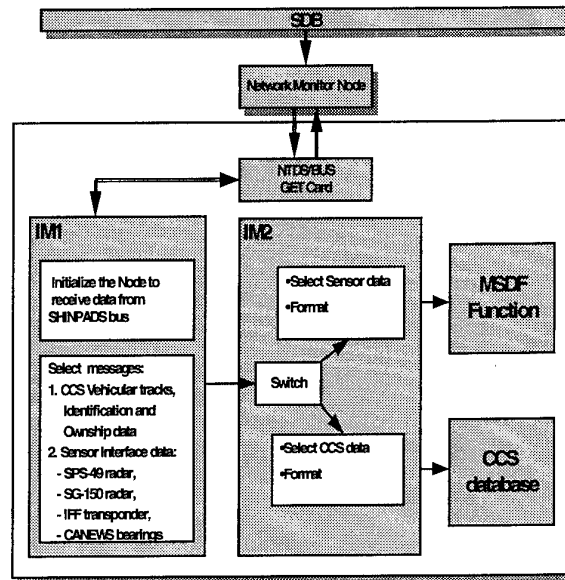 SDB
Network Monitor Node
NTDS/BUS
GET Card
IM1
Initialize the Node to
receive data from
SHINPADS bus
Select messages:
1. CCS Vehicular tracks,
Identification and
Ownship data
2. Sensor Interface data:
- SPS-49 radar,
- SG-150 radar,
- IFF transponder,
- CANEWS bearings
IM2
•Select Sensor data
•Format
Switch
•Select CCS data
•Format
MSDF
Function
CCS
database